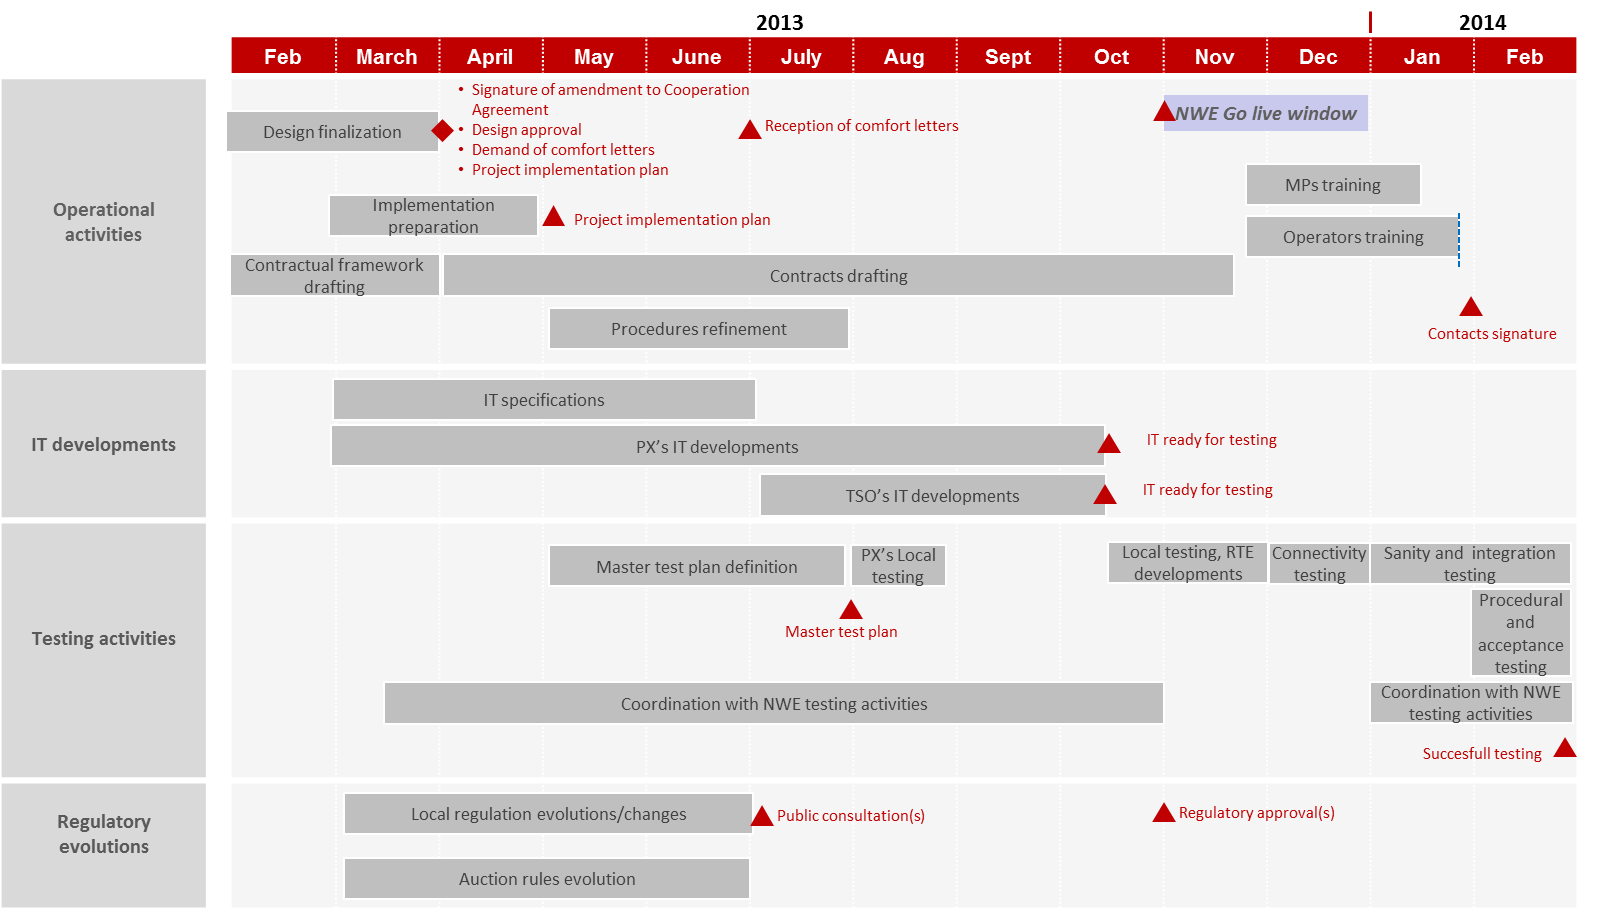 2013
2014
Feb
March
April
May
June
July
Aug
Sept
Oct
Nov
Dec
Jan
Feb
Operational
activities
Design finalization
• Signature of amendment to Cooperation
Agreement
• Design approval
• Demand of comfort letters
• Project implementation plan
Reception of comfort letters
NWE Go live window
MPs training
Implementation
preparation
Project implementation plan
Operators training
Contractual framework
drafting
Contracts drafting
Procedures refinement
Contacts signature
IT developments
IT specifications
PX's IT developments
IT ready for testing
TSO's IT developments
IT ready for testing
Testing activities
Master test plan definition
PX's Local
testing
Local testing, RTE
developments
Connectivity
testing
Sanity and integration
testing
Master test plan
Procedural
and
acceptance
testing
Coordination with NWE testing activities
Coordination with NWE
testing activities
Succesfull testing
Regulatory
evolutions
Local regulation evolutions/changes
Public consultation(s)
Regulatory approval(s)
Auction rules evolution